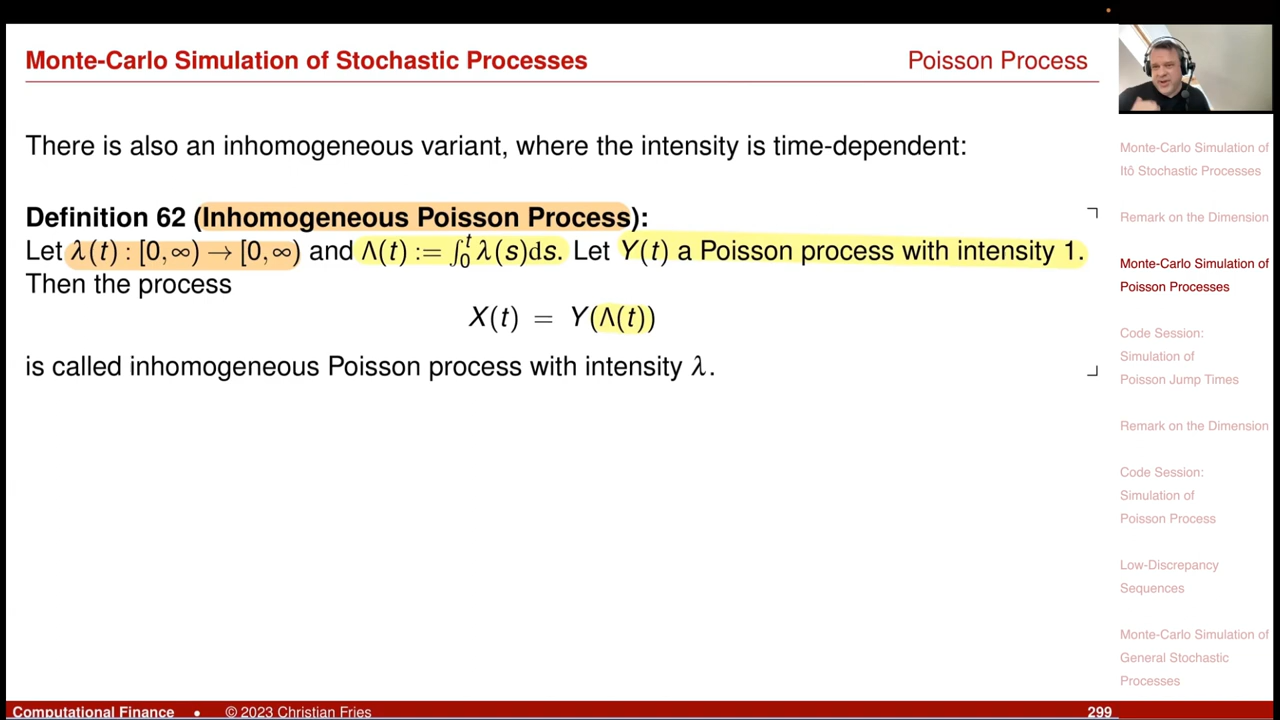 Monte-Carlo Simulation of Stochastic Processes
Poisson Process
There is also an inhomogeneous variant, where the intensity is time-dependent:
Definition 62 (Inhomogeneous Poisson Process):
Let λ(t) : [0,∞) → [0,∞) and Λ(t) := ∫₀ᵗ λ(s)ds. Let Y(t) a Poisson process with intensity 1.
Then the process
X(t) = Y(Λ(t))
is called inhomogeneous Poisson process with intensity λ.
Monte-Carlo Simulation of
Itô Stochastic Processes
Remark on the Dimension
Monte-Carlo Simulation of
Poisson Processes
Code Session:
Simulation of
Poisson Jump Times
Remark on the Dimension
Code Session:
Simulation of
Poisson Process
Low-Discrepancy
Sequences
Monte-Carlo Simulation of
General Stochastic
Processes
Computational Finance • © 2023 Christian Fries
299